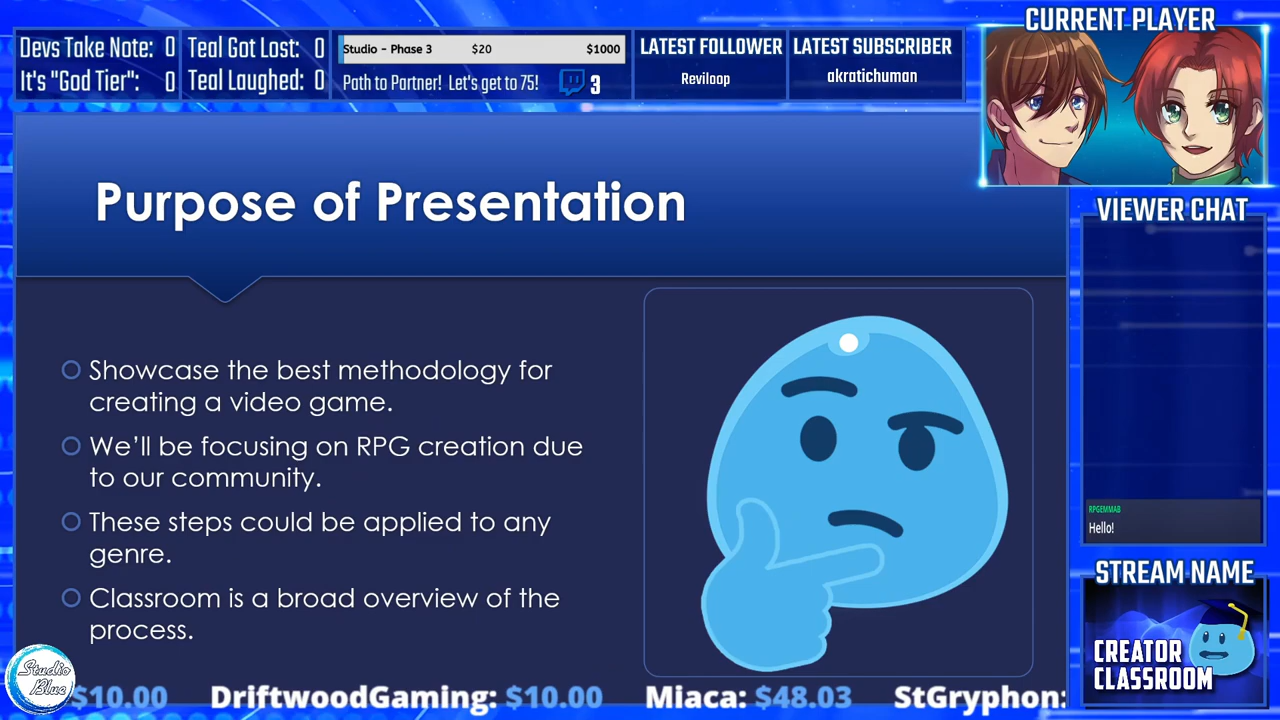 Devs Take Note: 0
It's "God Tier": 0
Teal Got Lost: 0
Teal Laughed: 0
Studio - Phase 3 $20 $1000
Path to Partner! Let's get to 75! 3
LATEST FOLLOWER
Reviloop
LATEST SUBSCRIBER
akratichuman
CURRENT PLAYER
Purpose of Presentation
Showcase the best methodology for
creating a video game.
We'll be focusing on RPG creation due
to our community.
These steps could be applied to any
genre.
Classroom is a broad overview of the
process.
VIEWER CHAT
RPGEMMAB
Hello!
STREAM NAME
CREATOR
CLASSROOM
Studio
Blue
$10.00 DriftwoodGaming: $10.00 Miaca: $48.03 StGryphon: